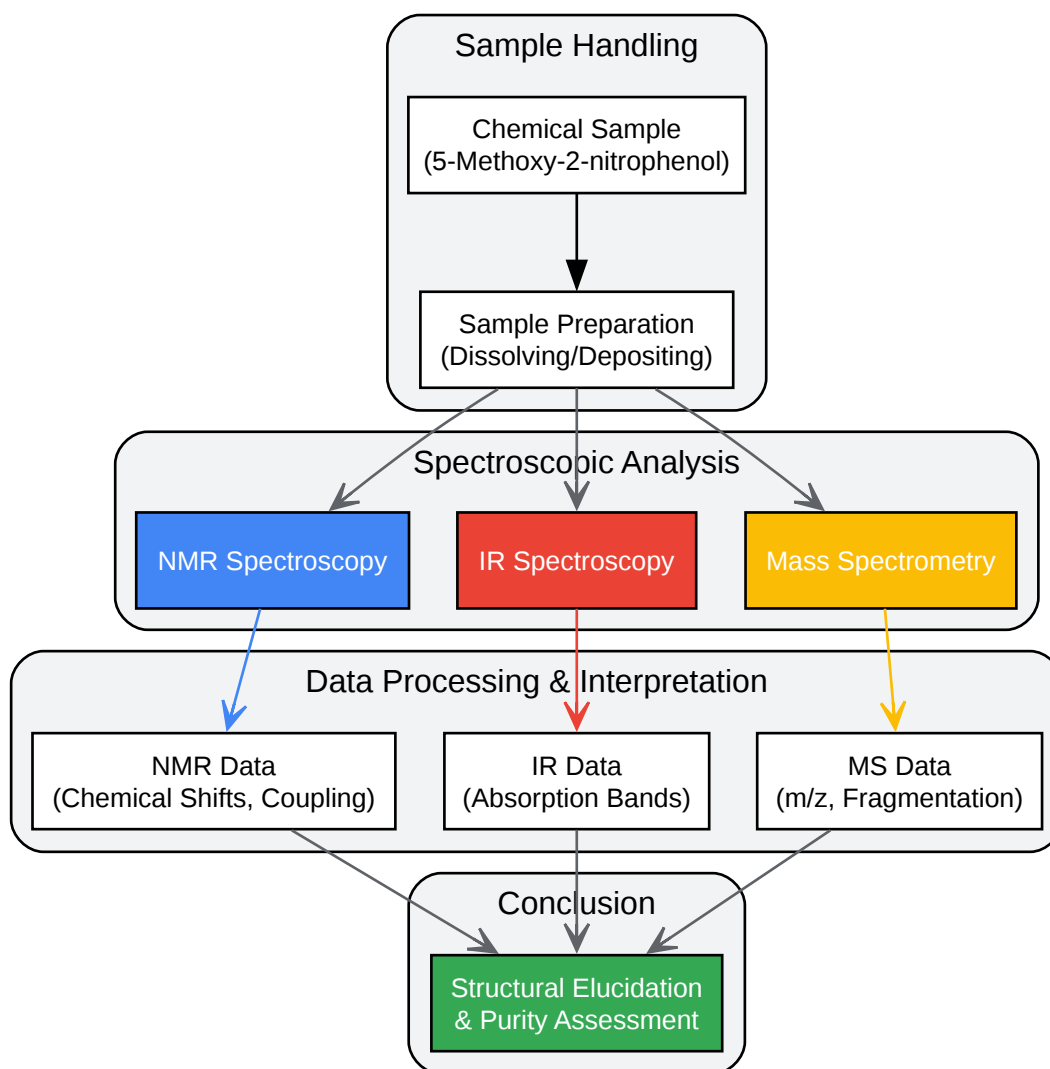 Sample Handling
Chemical Sample
(5-Methoxy-2-nitrophenol)
Sample Preparation
(Dissolving/Depositing)
Spectroscopic Analysis
NMR Spectroscopy
IR Spectroscopy
Mass Spectrometry
Data Processing & Interpretation
NMR Data
(Chemical Shifts, Coupling)
IR Data
(Absorption Bands)
MS Data
(m/z, Fragmentation)
Conclusion
Structural Elucidation
& Purity Assessment